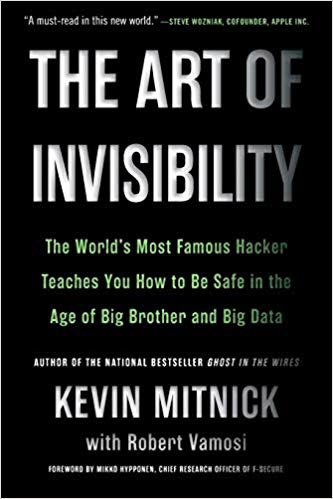 "A must-read in this new world." —STEVE WOZNIAK, COFOUNDER, APPLE INC.
THE ART OF
INVISIBILITY
The World's Most Famous Hacker
Teaches You How to Be Safe in the
Age of Big Brother and Big Data
AUTHOR OF THE NATIONAL BESTSELLER GHOST IN THE WIRES
KEVIN MITNICK
with Robert Vamosi
FOREWORD BY MIKKO HYPPONEN, CHIEF RESEARCH OFFICER OF F-SECURE